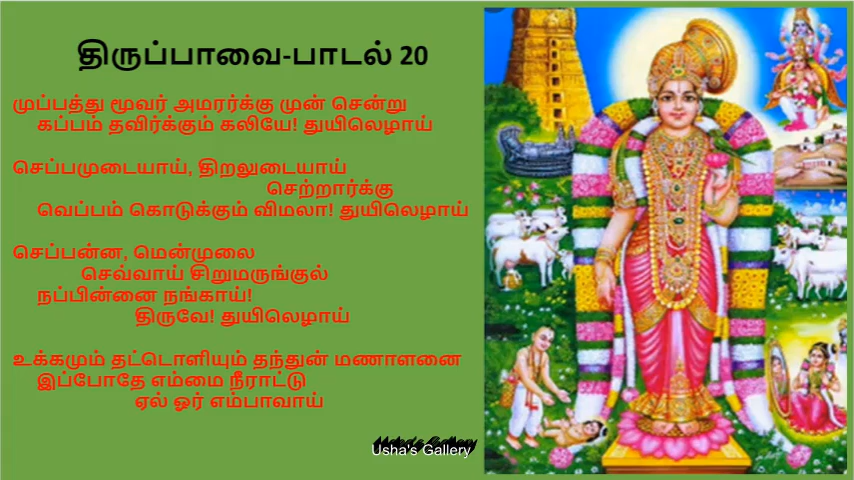 திருப்பாவை-பாடல் 20
முப்பத்து மூவர் அமரர்க்கு முன் சென்று
கப்பம் தவிர்க்கும் கலியே! துயிலெழாய்
செப்பமுடையாய், திறலுடையாய்
செற்றார்க்கு
வெப்பம் கொடுக்கும் விமலா! துயிலெழாய்
செப்பன்ன, மென்முலை
செவ்வாய் சிறுமருங்குல்
நப்பின்னை நங்காய்!
திருவே! துயிலெழாய்
உக்கமும் தட்டொளியும் தந்துன் மணாளனை
இப்போதே எம்மை நீராட்டு
ஏல் ஓர் எம்பாவாய்
Usha's Gallery